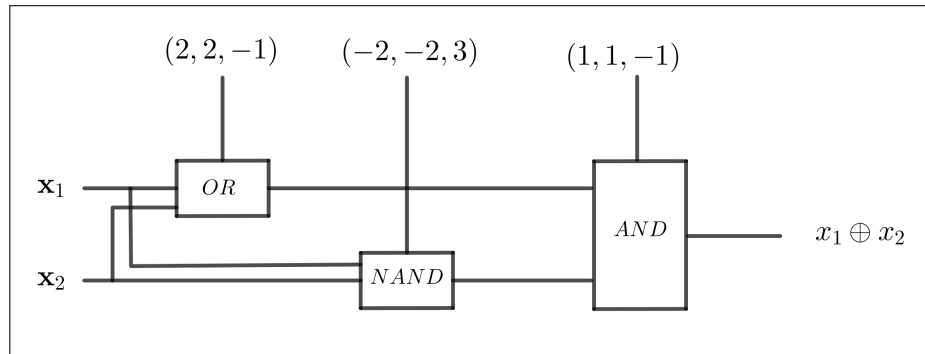 (2, 2, −1) (−2, −2, 3) (1, 1, −1)
x₁ OR
AND x₁ ⊕ x₂
x₂ NAND